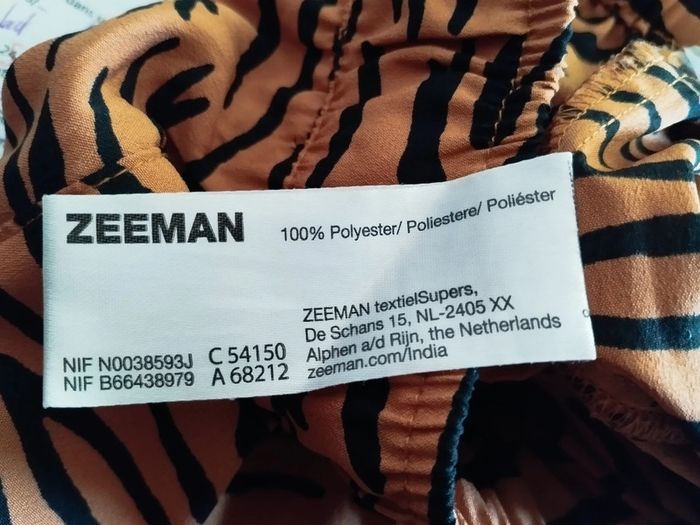 ZEEMAN
100% Polyester/ Poliestere/ Poliéster
ZEEMAN textielSupers,
De Schans 15, NL-2405 XX
Alphen a/d Rijn, the Netherlands
zeeman.com/India
NIF N0038593J C 54150
NIF B66438979 A 68212